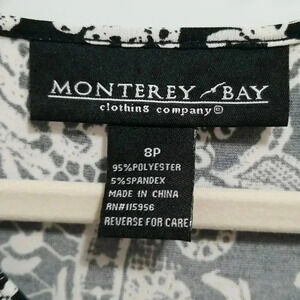 MONTEREY BAY
clothing company®
8P
95%POLYESTER
5%SPANDEX
MADE IN CHINA
RN#115956
REVERSE FOR CARE